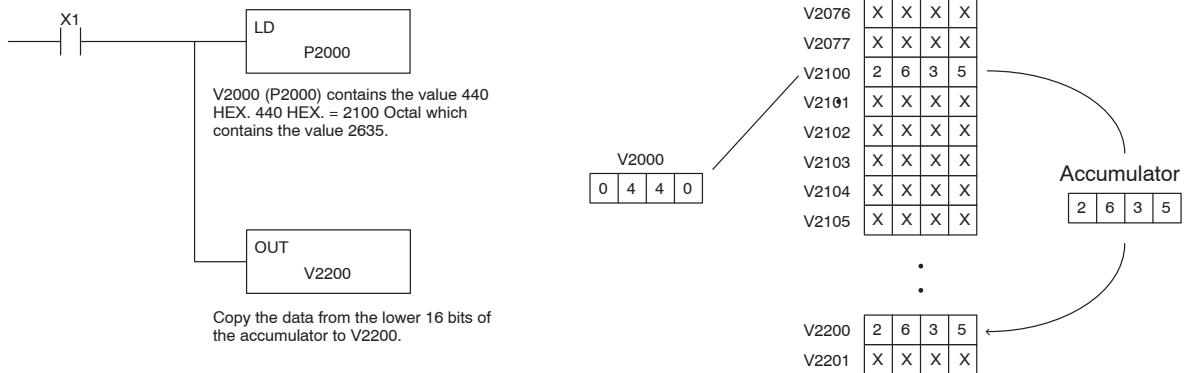 X1
LD
P2000
V2000 (P2000) contains the value 440
HEX. 440 HEX. = 2100 Octal which
contains the value 2635.
OUT
V2200
Copy the data from the lower 16 bits of
the accumulator to V2200.
V2000
0 4 4 0
V2076 X X X X
V2077 X X X X
V2100 2 6 3 5
V2101 X X X X
V2102 X X X X
V2103 X X X X
V2104 X X X X
V2105 X X X X
V2200 2 6 3 5
V2201 X X X X
Accumulator
2 6 3 5